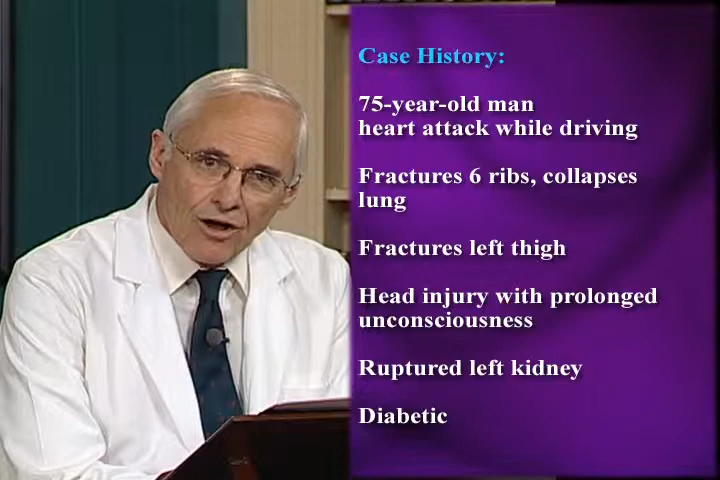 Case History:
75-year-old man
heart attack while driving
Fractures 6 ribs, collapses
lung
Fractures left thigh
Head injury with prolonged
unconsciousness
Ruptured left kidney
Diabetic